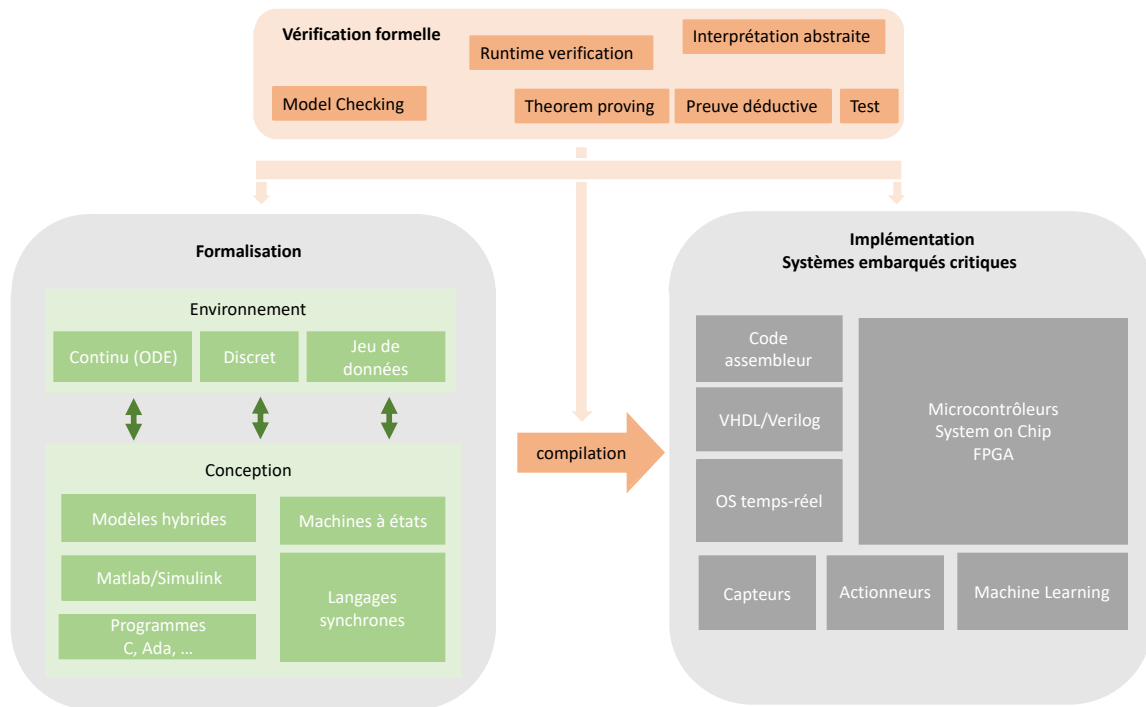 Vérification formelle
Interprétation abstraite
Runtime verification
Model Checking
Theorem proving
Preuve déductive
Test
Formalisation
Environnement
Continu (ODE)
Discret
Jeu de
données
Conception
Modèles hybrides
Machines à états
Matlab/Simulink
Langages
synchrones
Programmes
C, Ada, ...
compilation
Implémentation
Systèmes embarqués critiques
Code
assembleur
VHDL/Verilog
OS temps-réel
Microcontrôleurs
System on Chip
FPGA
Capteurs
Actionneurs
Machine Learning